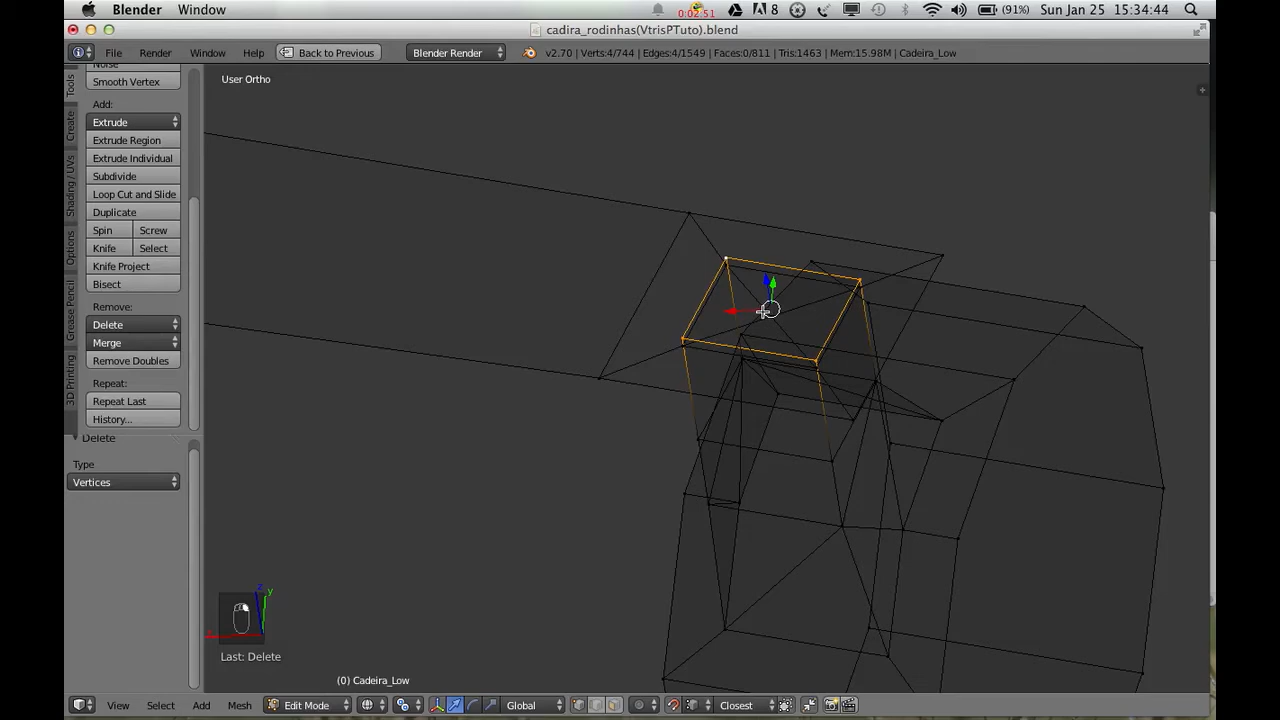 Blender Window 0:02:51 8 (91%) Sun Jan 25 15:34:44
cadira_rodinhas(VtrisPTuto).blend
File Render Window Help Back to Previous Blender Render v2.70 | Verts:4/744 | Edges:4/1549 | Faces:0/811 | Tris:1463 | Mem:15.98M | Cadeira_Low
User Ortho
Smooth Vertex
Add:
Extrude
Extrude Region
Extrude Individual
Subdivide
Loop Cut and Slide
Duplicate
Spin Screw
Knife Select
Knife Project
Bisect
Remove:
Delete
Merge
Remove Doubles
Repeat:
Repeat Last
History...
Delete
Type
Vertices
Tools
Create
Shading / UVs
Options
Grease Pencil
3D Printing
z
y
Last: Delete
(0) Cadeira_Low
View Select Add Mesh Edit Mode Global Closest